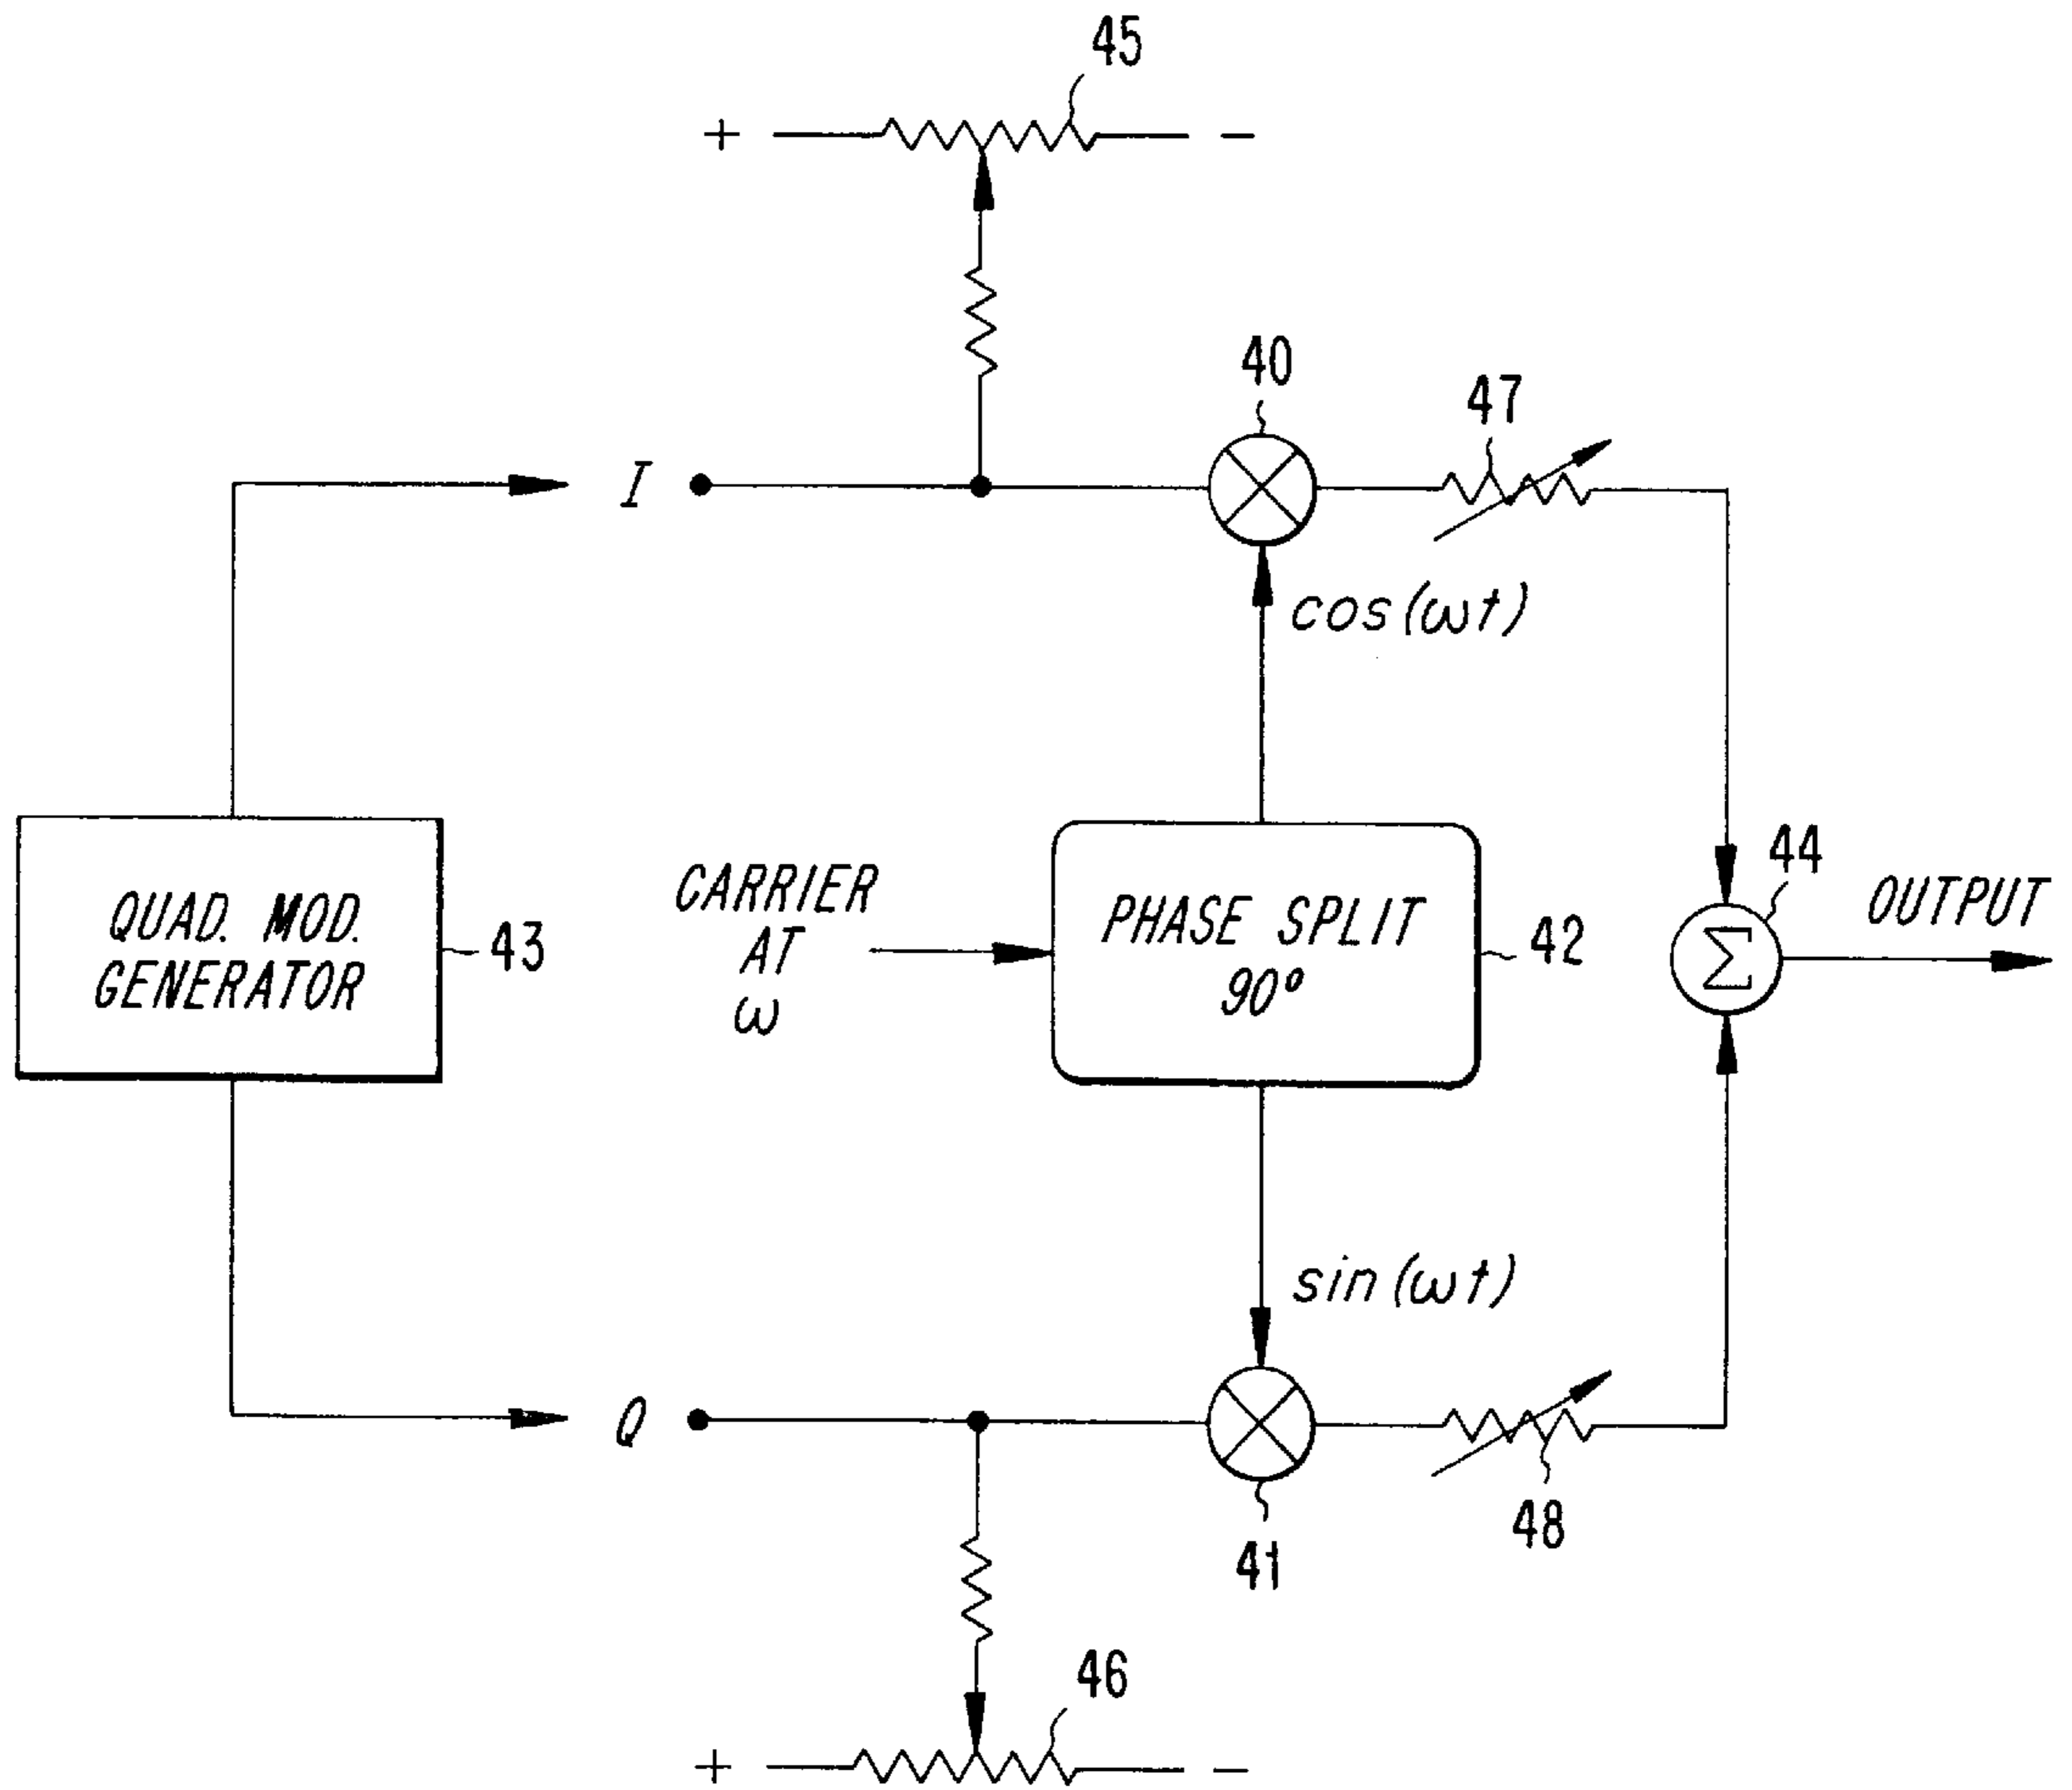 45
+ -
40
47
I
cos(ωt)
44
QUAD. MOD.
GENERATOR
43
CARRIER
AT
ω
PHASE SPLIT
90°
42
Σ
OUTPUT
sin(ωt)
Q
48
41
46
+ -